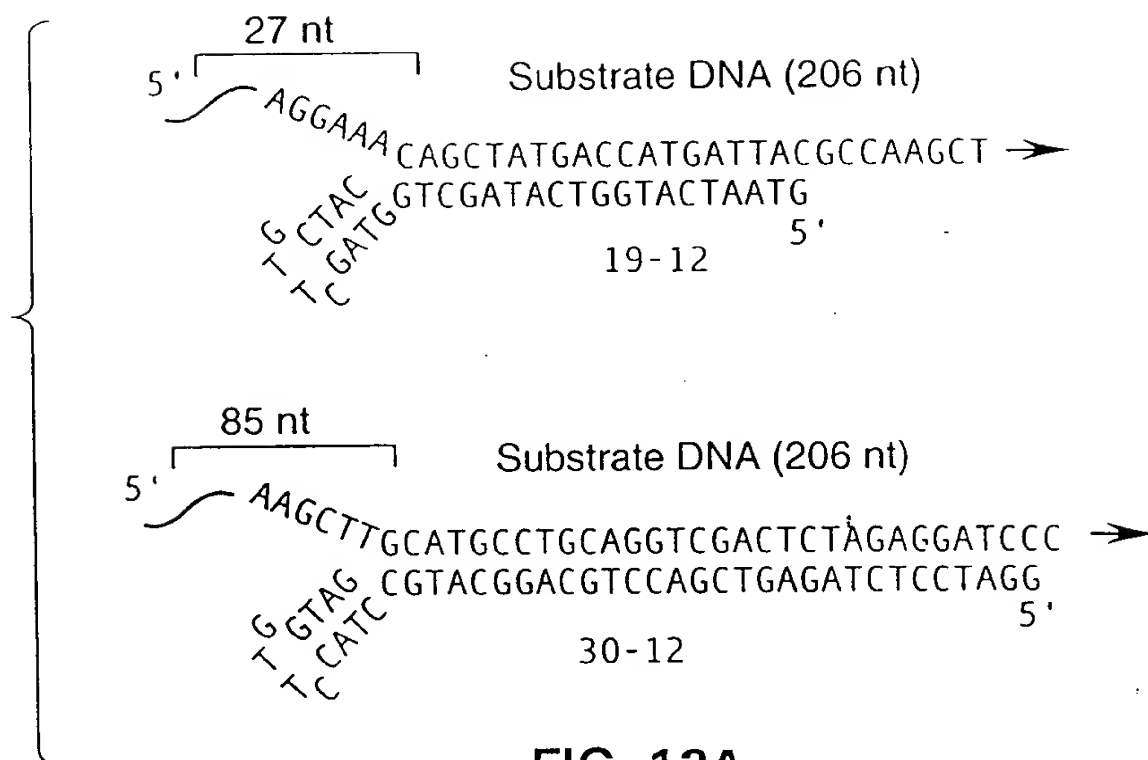 27 nt
5'
Substrate DNA (206 nt)
AGGAAA
CAGCTATGACCATGATTACGCCAAGCT
GTCGATACTGGTACTAATG
CTAC
G
GATGG
T
T C
5'
19-12
85 nt
5'
Substrate DNA (206 nt)
AAGCTT
GCATGCCTGCAGGTCGACTCTAGAGGATCCC
CGTACGGACGTCCAGCTGAGATCTCCTAGG
GTAG
G
CATC
T
T C
5'
30-12